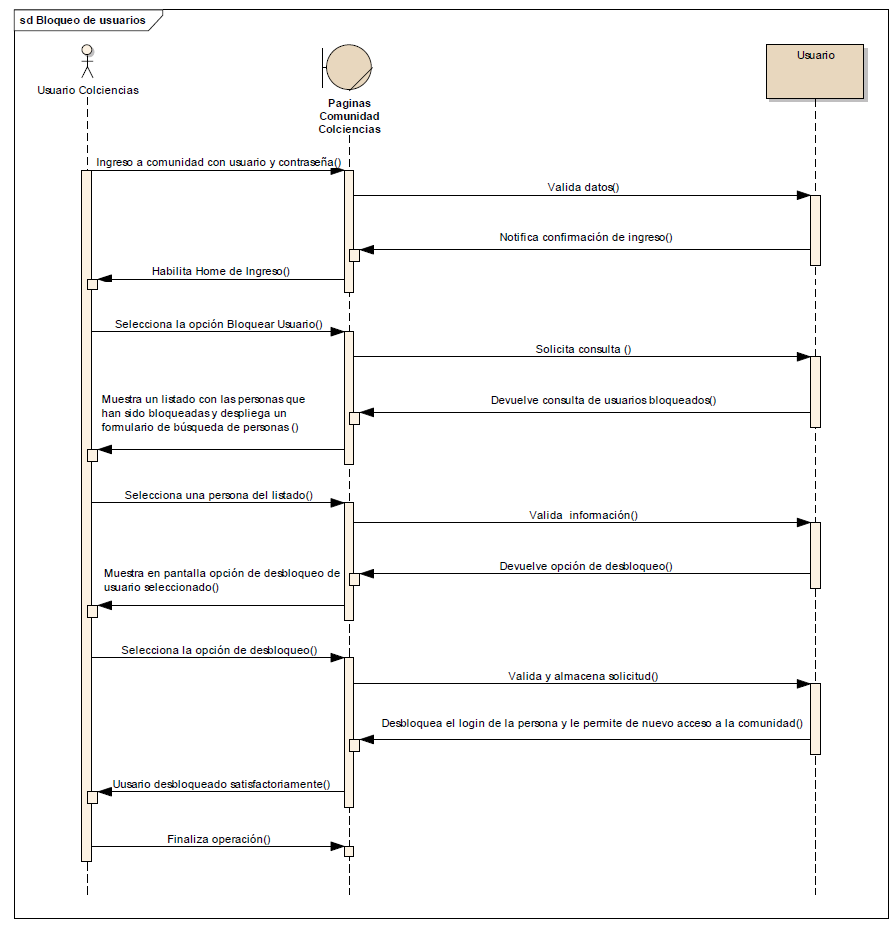 sd Bloqueo de usuarios
Usuario Colciencias
Paginas
Comunidad
Colciencias
Usuario
Ingreso a comunidad con usuario y contraseña()
Valida datos()
Notifica confirmación de ingreso()
Habilita Home de Ingreso()
Selecciona la opción Bloquear Usuario()
Solicita consulta ()
Devuelve consulta de usuarios bloqueados()
Muestra un listado con las personas que
han sido bloqueadas y despliega un
formulario de búsqueda de personas ()
Selecciona una persona del listado()
Valida  información()
Devuelve opción de desbloqueo()
Muestra en pantalla opción de desbloqueo de
usuario seleccionado()
Selecciona la opción de desbloqueo()
Valida y almacena solicitud()
Desbloquea el login de la persona y le permite de nuevo acceso a la comunidad()
Uusario desbloqueado satisfactoriamente()
Finaliza operación()